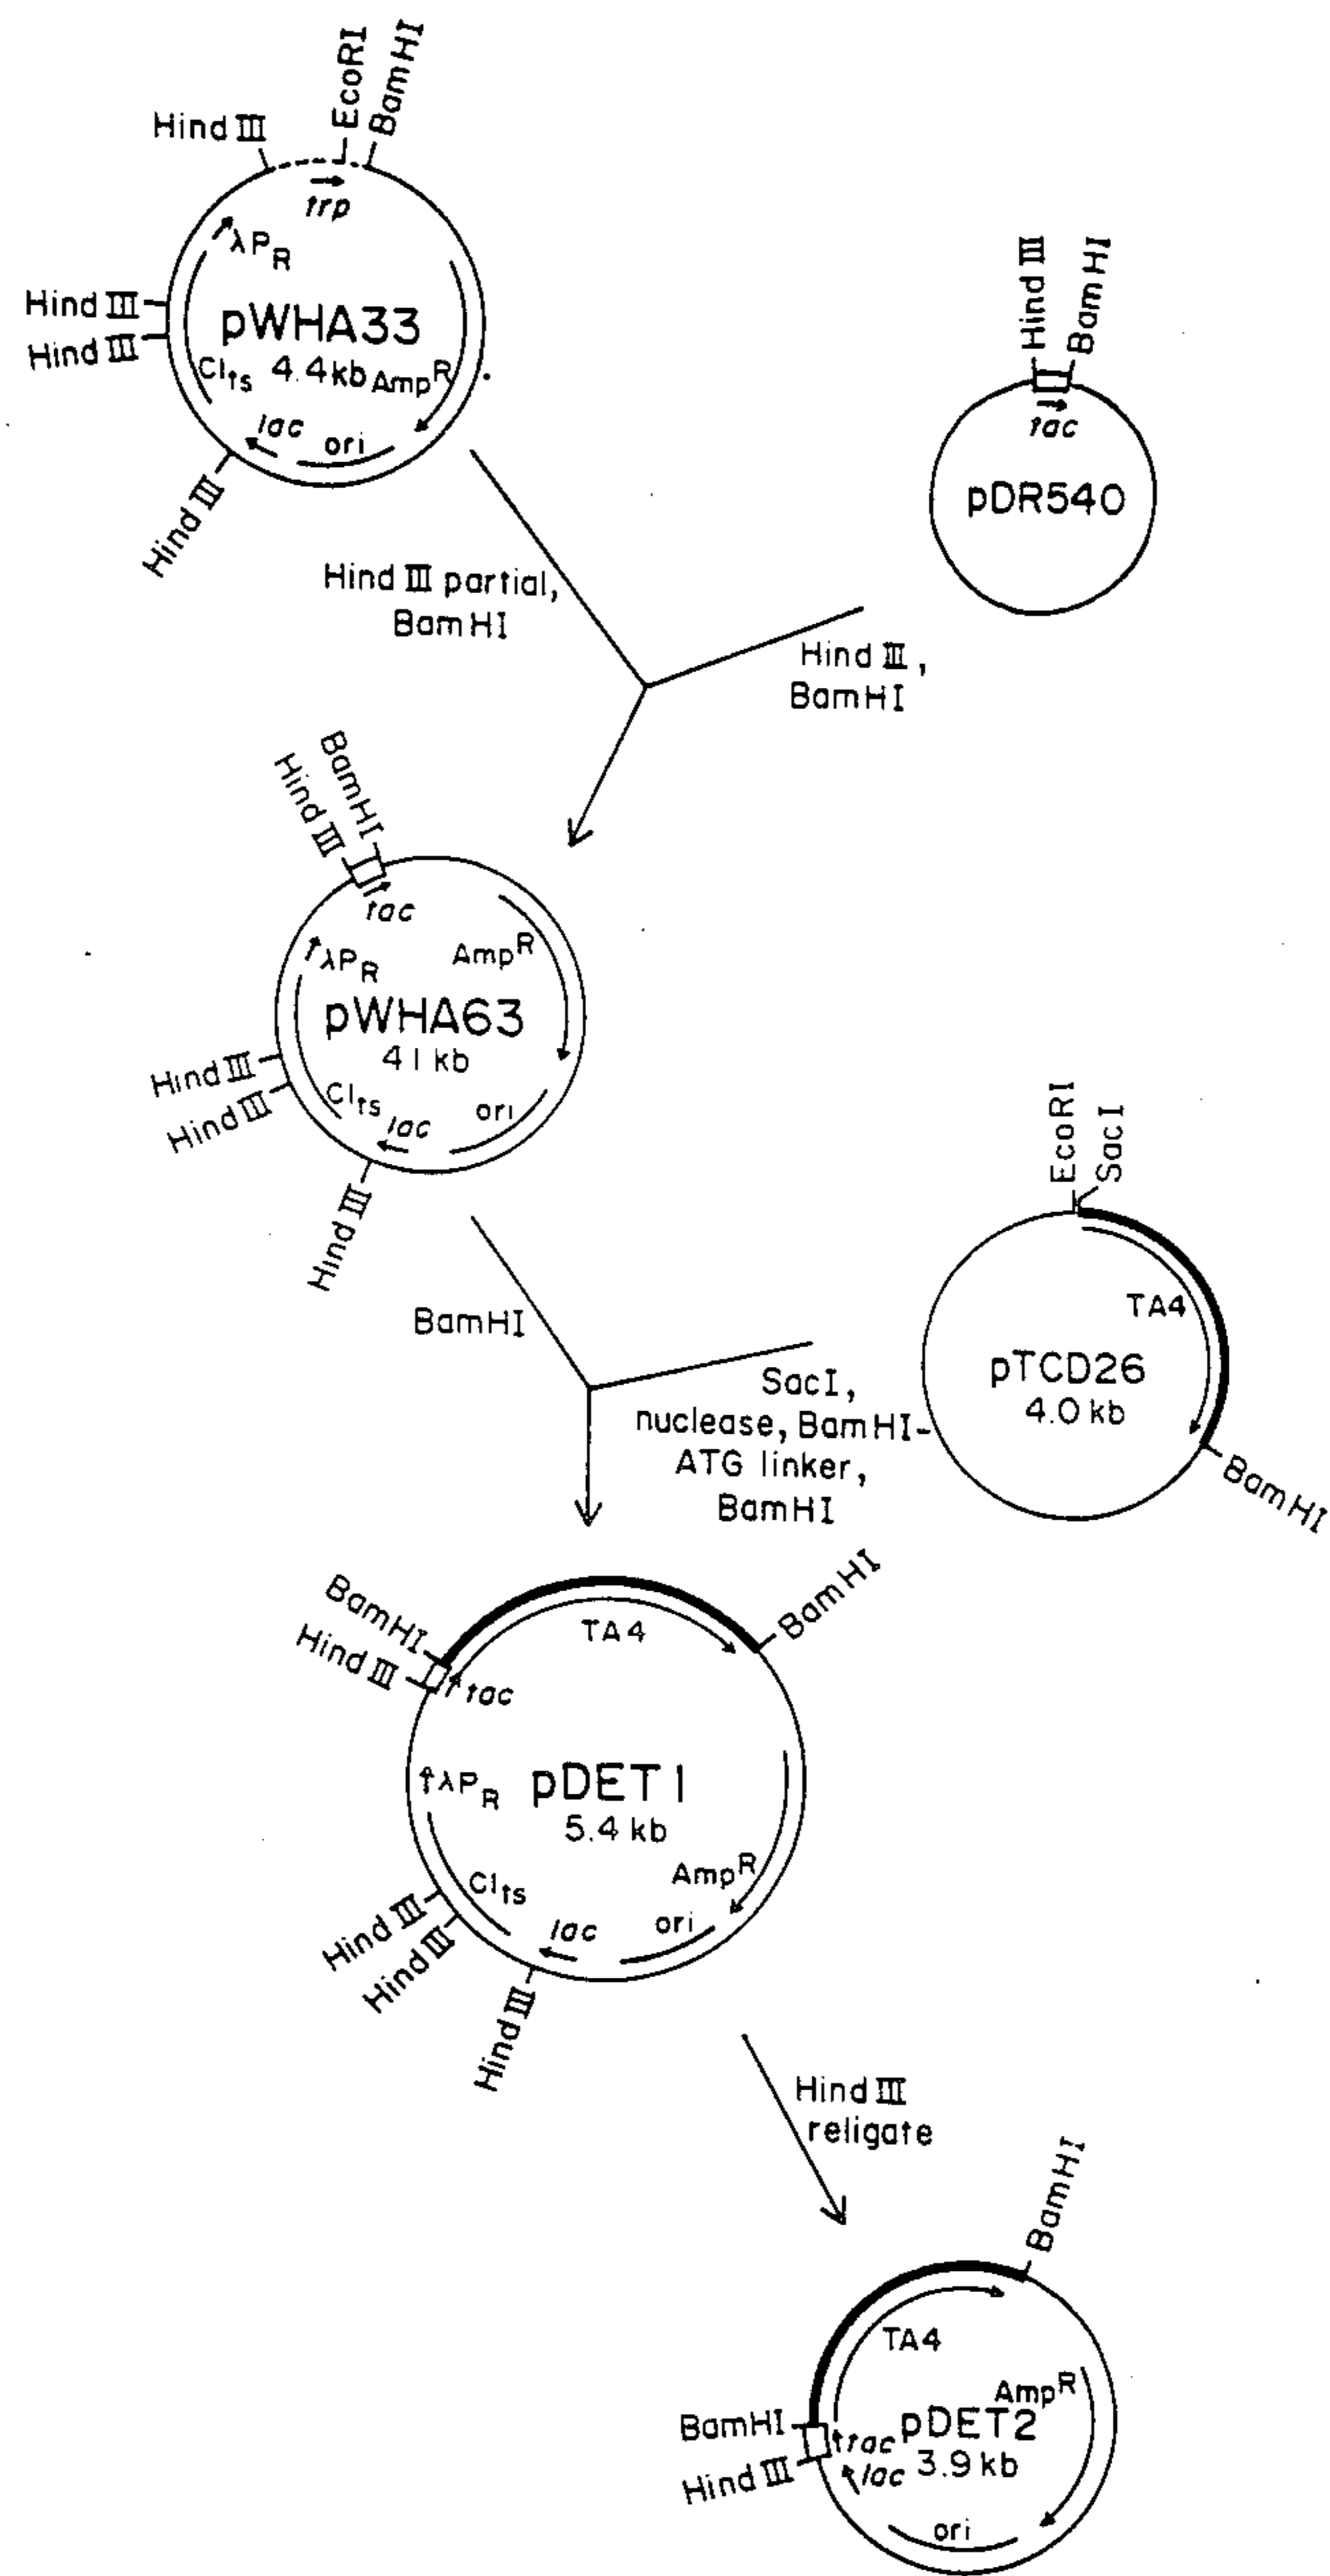 Hind III
EcoRI
BamHI
trp
λPR
Hind III
Hind III
pWHA33
CIts
4.4kb
AmpR
lac
ori
Hind III
Hind III
BamHI
tac
pDR540
Hind III partial,
BamHI
Hind III,
BamHI
Hind III
BamHI
tac
AmpR
λPR
pWHA63
41 kb
Hind III
Hind III
CIts
lac
ori
Hind III
EcoRI
SacI
TA4
pTCD26
4.0 kb
BamHI
BamHI
SacI,
nuclease, BamHI-
ATG linker,
BamHI
BamHI
Hind III
TA4
BamHI
tac
λPR
pDET1
5.4 kb
AmpR
CIts
lac
ori
Hind III
Hind III
Hind III
Hind III
religate
BamHI
TA4
AmpR
BamHI
Hind III
tac
pDET2
lac
3.9 kb
ori